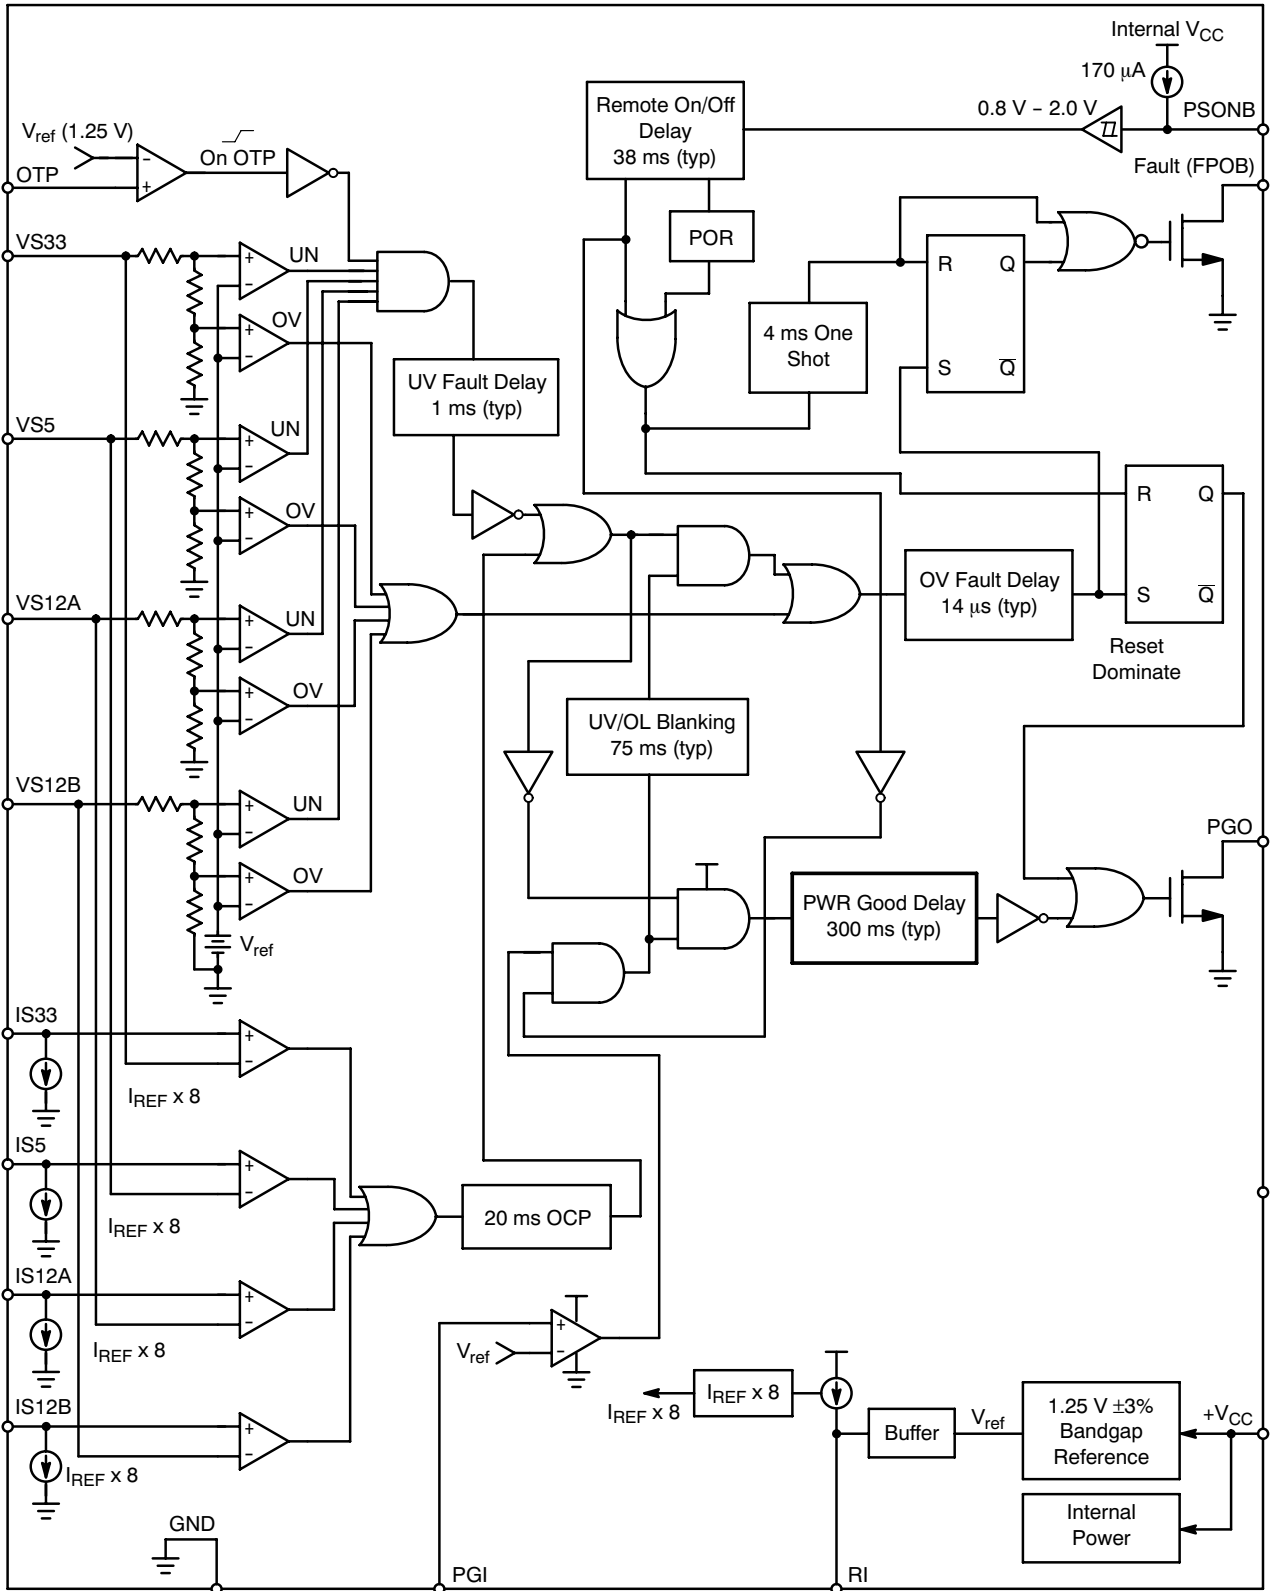 Internal VCC
170 μA
0.8 V – 2.0 V
PSONB
Remote On/Off
Delay
38 ms (typ)
Vref (1.25 V)
On OTP
OTP
Fault (FPOB)
POR
VS33
UN
OV
R
Q
S
Q̅
4 ms One
Shot
UV Fault Delay
1 ms (typ)
VS5
UN
OV
R
Q
S
Q̅
Reset
Dominate
OV Fault Delay
14 μs (typ)
VS12A
UN
OV
UV/OL Blanking
75 ms (typ)
VS12B
UN
OV
Vref
PGO
PWR Good Delay
300 ms (typ)
IS33
IREF x 8
IS5
IREF x 8
20 ms OCP
IS12A
IREF x 8
Vref
IREF x 8
IREF x 8
IS12B
IREF x 8
Buffer
Vref
1.25 V ±3%
Bandgap
Reference
+VCC
Internal
Power
GND
PGI
RI